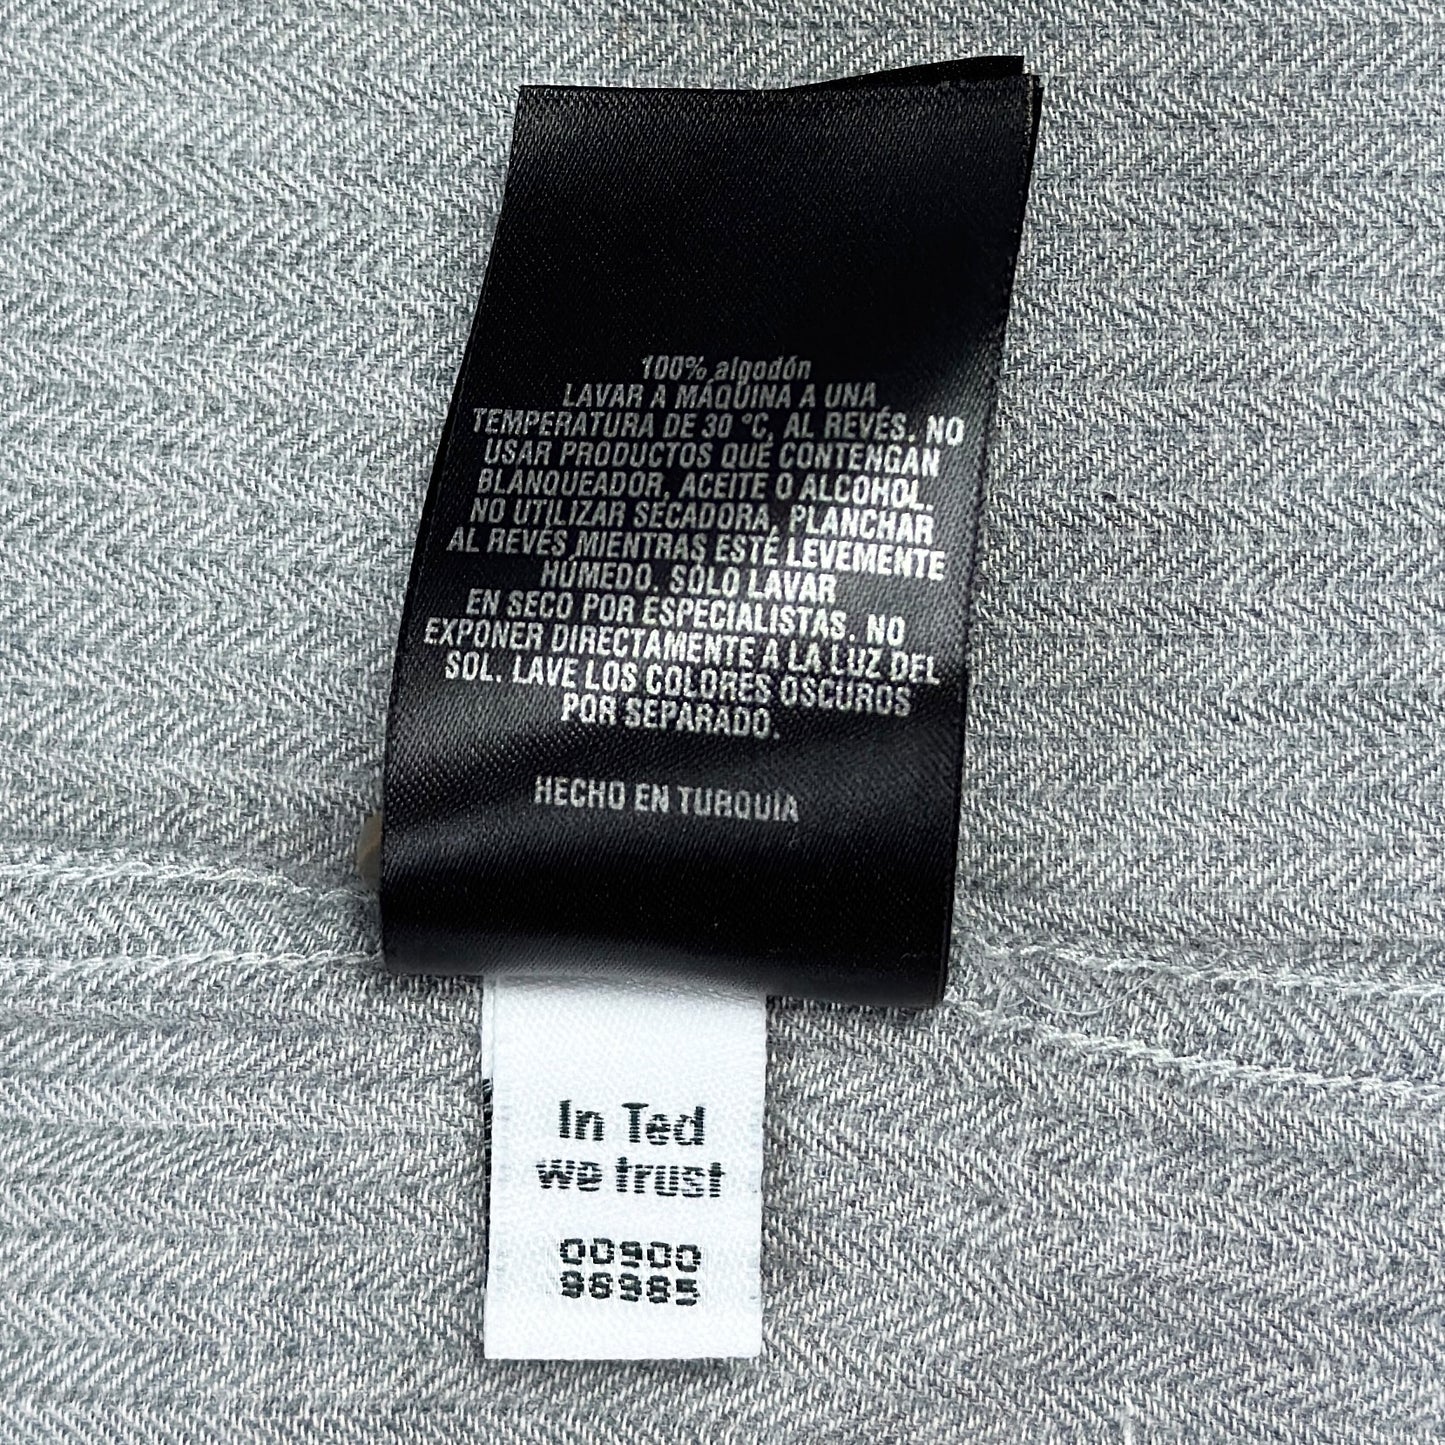 100% algodón
LAVAR A MÁQUINA A UNA
TEMPERATURA DE 30 °C, AL REVÉS. NO
USAR PRODUCTOS QUE CONTENGAN
BLANQUEADOR, ACEITE O ALCOHOL.
NO UTILIZAR SECADORA, PLANCHAR
AL REVÉS MIENTRAS ESTÉ LEVEMENTE
HÚMEDO. SÓLO LAVAR
EN SECO POR ESPECIALISTAS. NO
EXPONER DIRECTAMENTE A LA LUZ DEL
SOL. LAVE LOS COLORES OSCUROS
POR SEPARADO.
HECHO EN TURQUIA
In Ted
we trust
00900